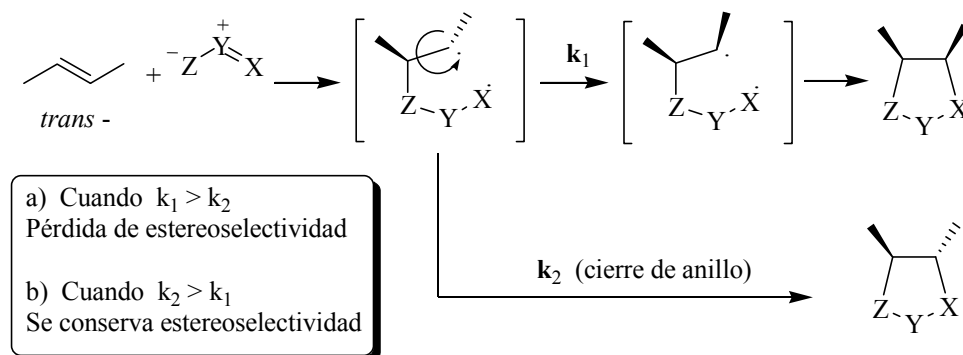 +
− Z Y + X
trans -
Z Y X
k1
Z Y X
Z Y X
a) Cuando k1 > k2
Pérdida de estereoselectividad
b) Cuando k2 > k1
Se conserva estereoselectividad
k2 (cierre de anillo)
Z Y X